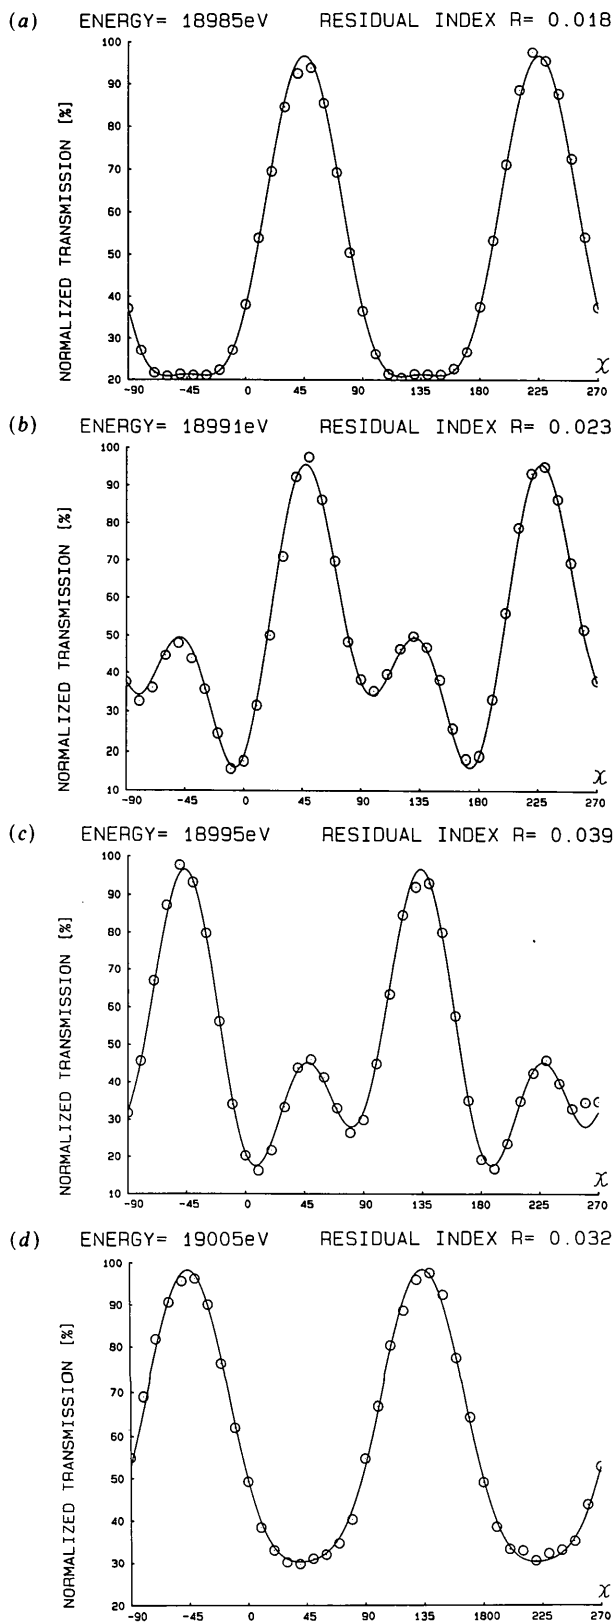 (a) ENERGY= 18985eV RESIDUAL INDEX R= 0.018
NORMALIZED TRANSMISSION [%]
100
90
80
70
60
50
40
30
20
-90 -45 0 45 90 135 180 225 270
χ
(b) ENERGY= 18991eV RESIDUAL INDEX R= 0.023
NORMALIZED TRANSMISSION [%]
100
90
80
70
60
50
40
30
20
10
-90 -45 0 45 90 135 180 225 270
χ
(c) ENERGY= 18995eV RESIDUAL INDEX R= 0.039
NORMALIZED TRANSMISSION [%]
100
90
80
70
60
50
40
30
20
10
-90 -45 0 45 90 135 180 225 270
χ
(d) ENERGY= 19005eV RESIDUAL INDEX R= 0.032
NORMALIZED TRANSMISSION [%]
100
90
80
70
60
50
40
30
20
-90 -45 0 45 90 135 1800 225 270
χ